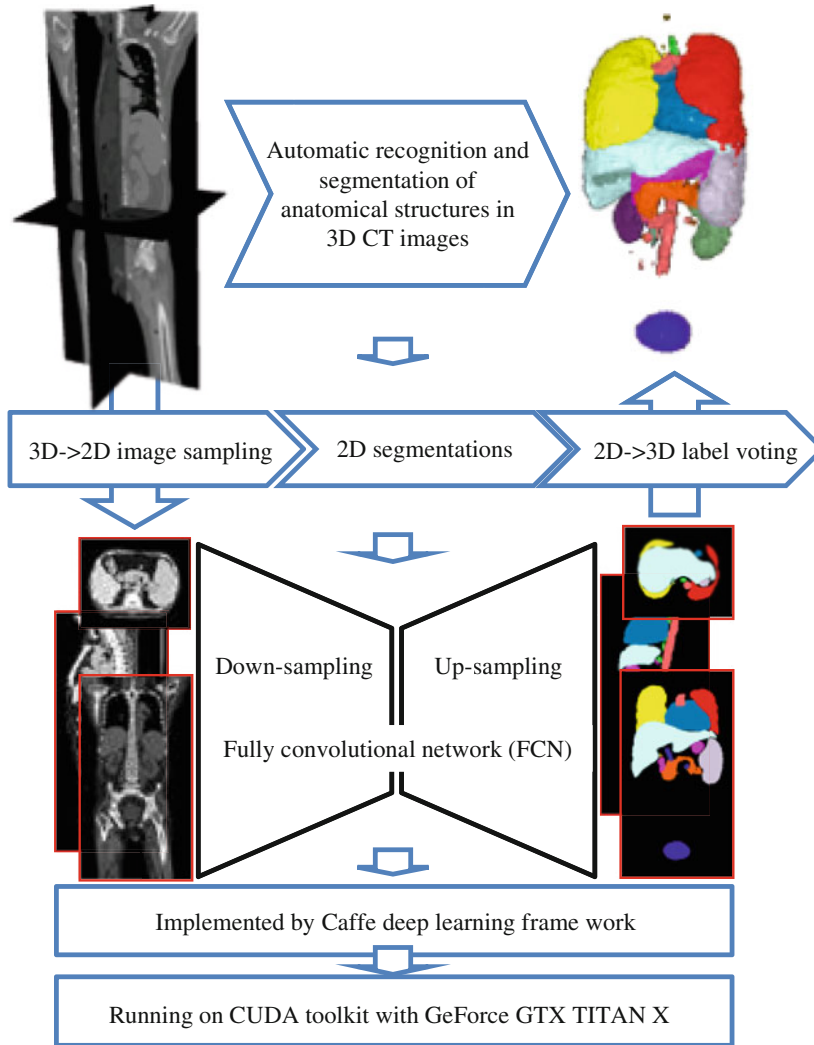 Automatic recognition and
segmentation of
anatomical structures in
3D CT images
3D->2D image sampling
2D segmentations
2D->3D label voting
Down-sampling
Up-sampling
Fully convolutional network (FCN)
Implemented by Caffe deep learning frame work
Running on CUDA toolkit with GeForce GTX TITAN X